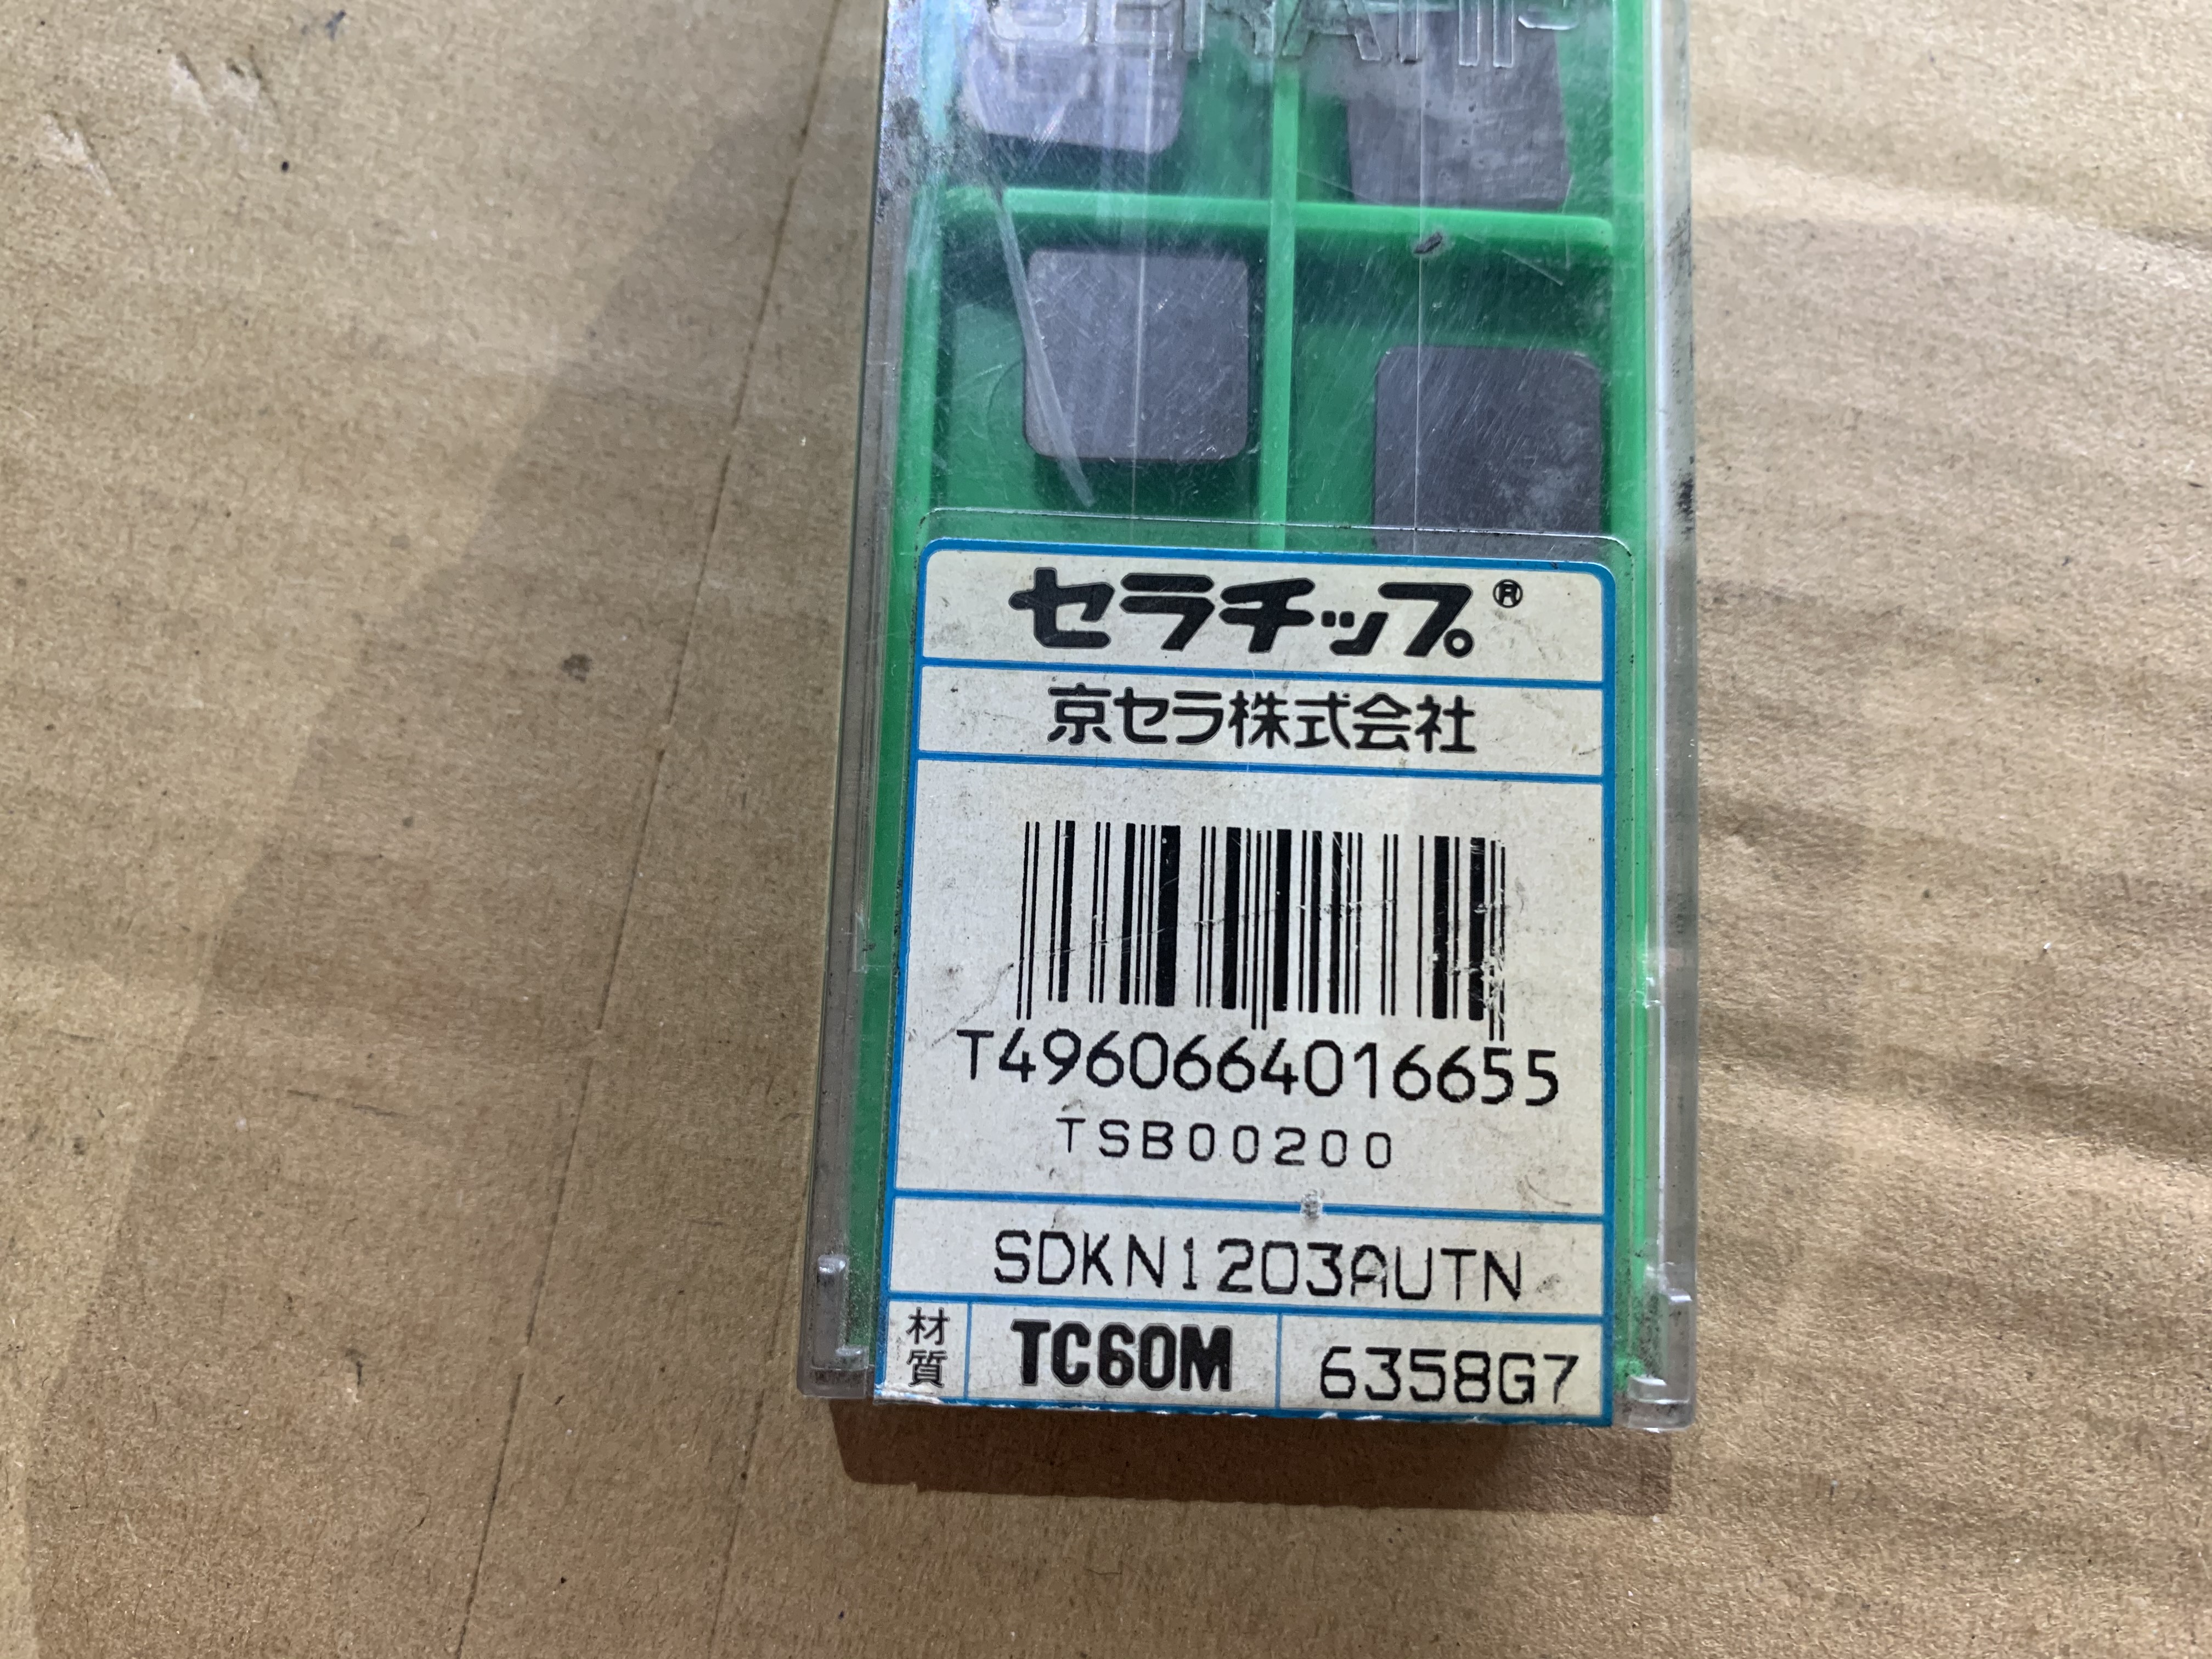 CERATIP
セラチップ®
京セラ株式会社
T4960664016655
TSB00200
SDKN1203AUTN
材質 TC60M 6358G7